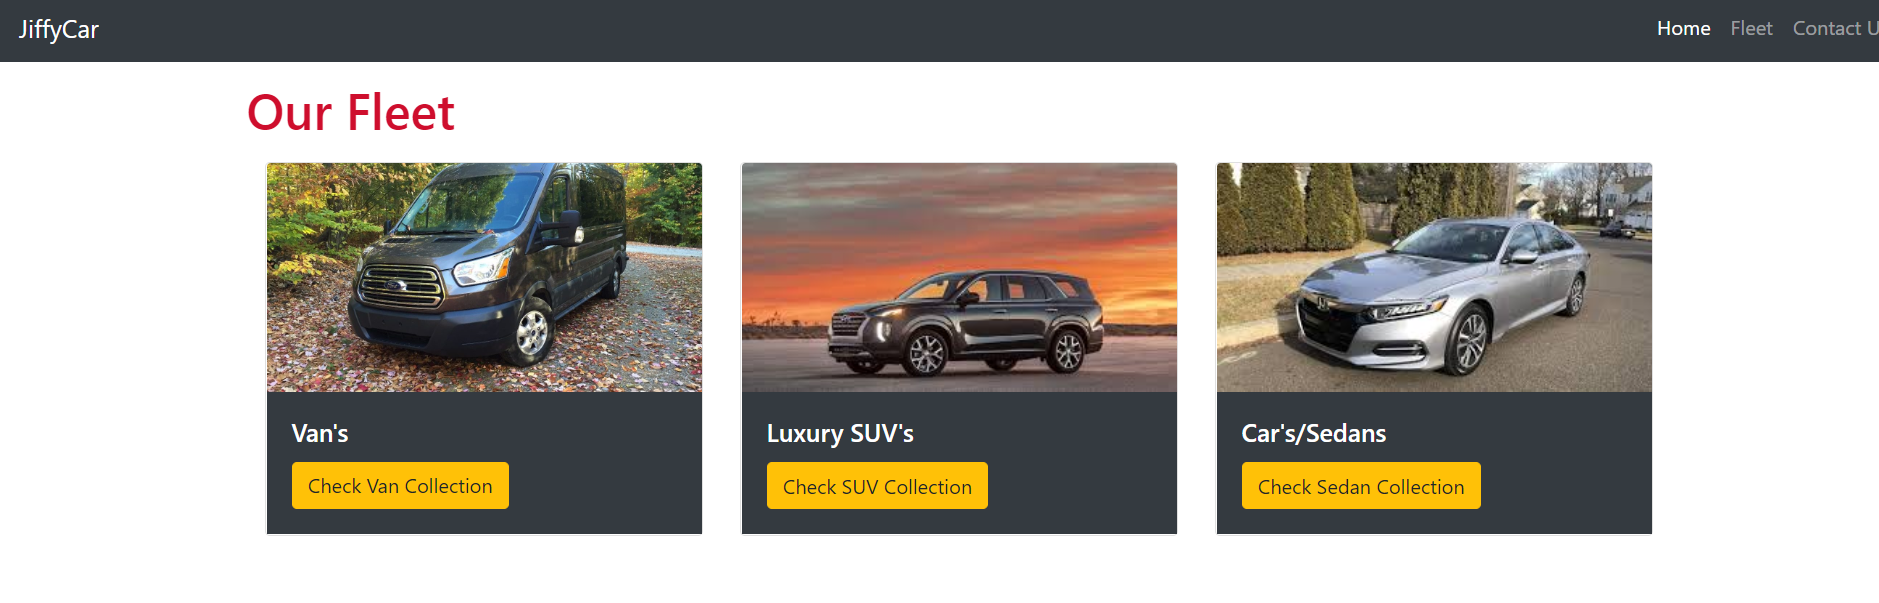 JiffyCar
Home Fleet Contact U
Our Fleet
Van's
Check Van Collection
Luxury SUV's
Check SUV Collection
Car's/Sedans
Check Sedan Collection